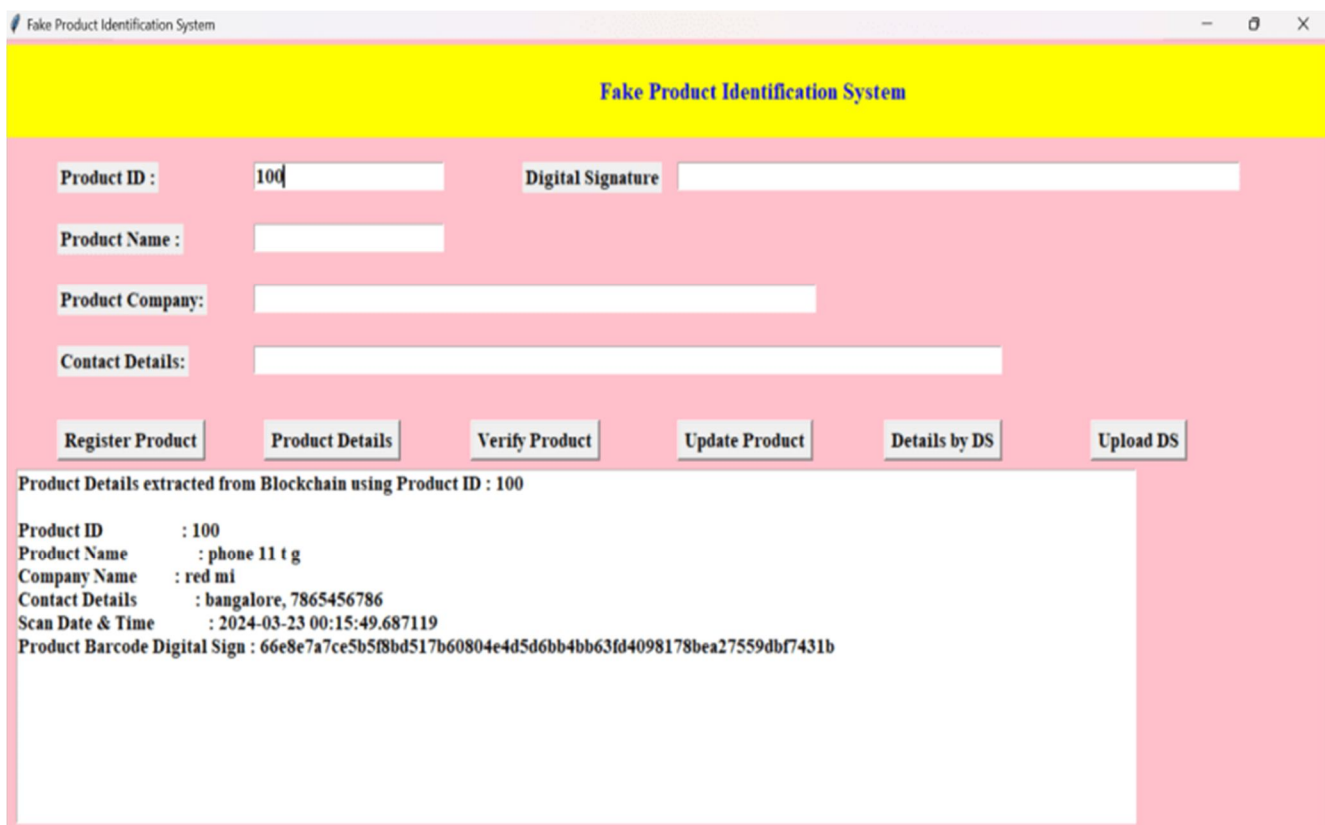 Fake Product Identification System
Fake Product Identification System
Product ID : 100 Digital Signature
Product Name :
Product Company:
Contact Details:
Register Product Product Details Verify Product Update Product Details by DS Upload DS
Product Details extracted from Blockchain using Product ID : 100
Product ID : 100
Product Name : phone 11 t g
Company Name : red mi
Contact Details : bangalore, 7865456786
Scan Date & Time : 2024-03-23 00:15:49.687119
Product Barcode Digital Sign : 66e8e7a7ce5b5f8bd517b60804e4d5d6bb4bb63fd4098178bea27559dbf7431b